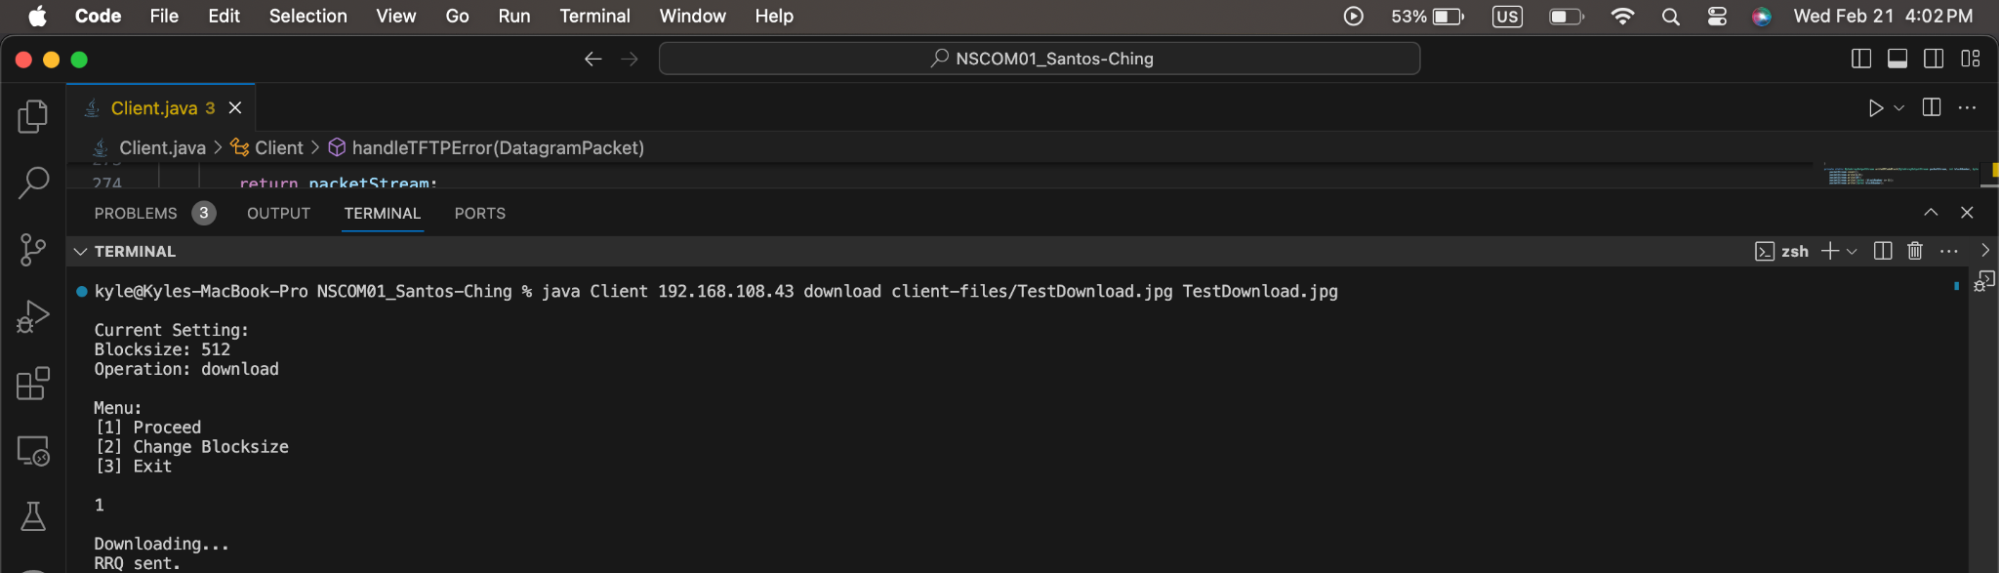 Code File Edit Selection View Go Run Terminal Window Help 53% US Wed Feb 21 4:02 PM
NSCOM01_Santos-Ching
Client.java 3
Client.java > Client > handleTFTPError(DatagramPacket)
274 return packetStream;
PROBLEMS 3 OUTPUT TERMINAL PORTS
TERMINAL zsh
kyle@Kyles-MacBook-Pro NSCOM01_Santos-Ching % java Client 192.168.108.43 download client-files/TestDownload.jpg TestDownload.jpg
Current Setting:
Blocksize: 512
Operation: download
Menu:
[1] Proceed
[2] Change Blocksize
[3] Exit
1
Downloading...
RRQ sent.